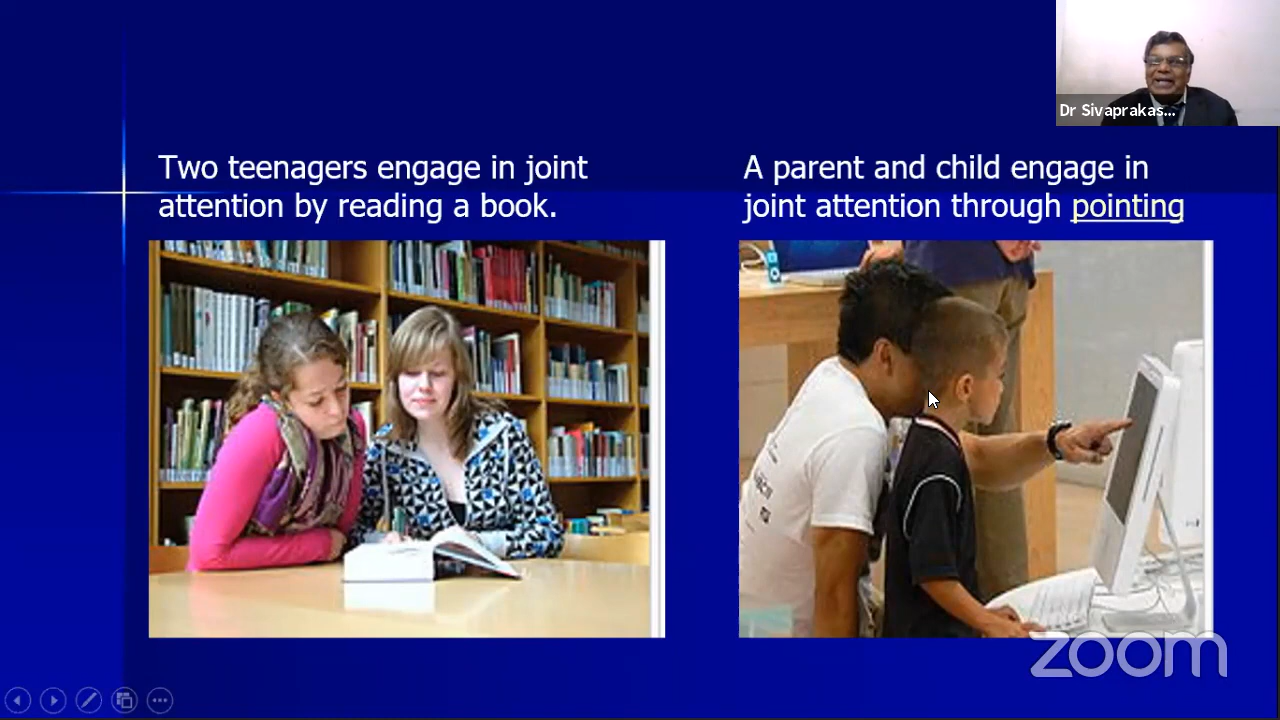 Dr Sivaprakas...
Two teenagers engage in joint
attention by reading a book.
A parent and child engage in
joint attention through pointing
zoom